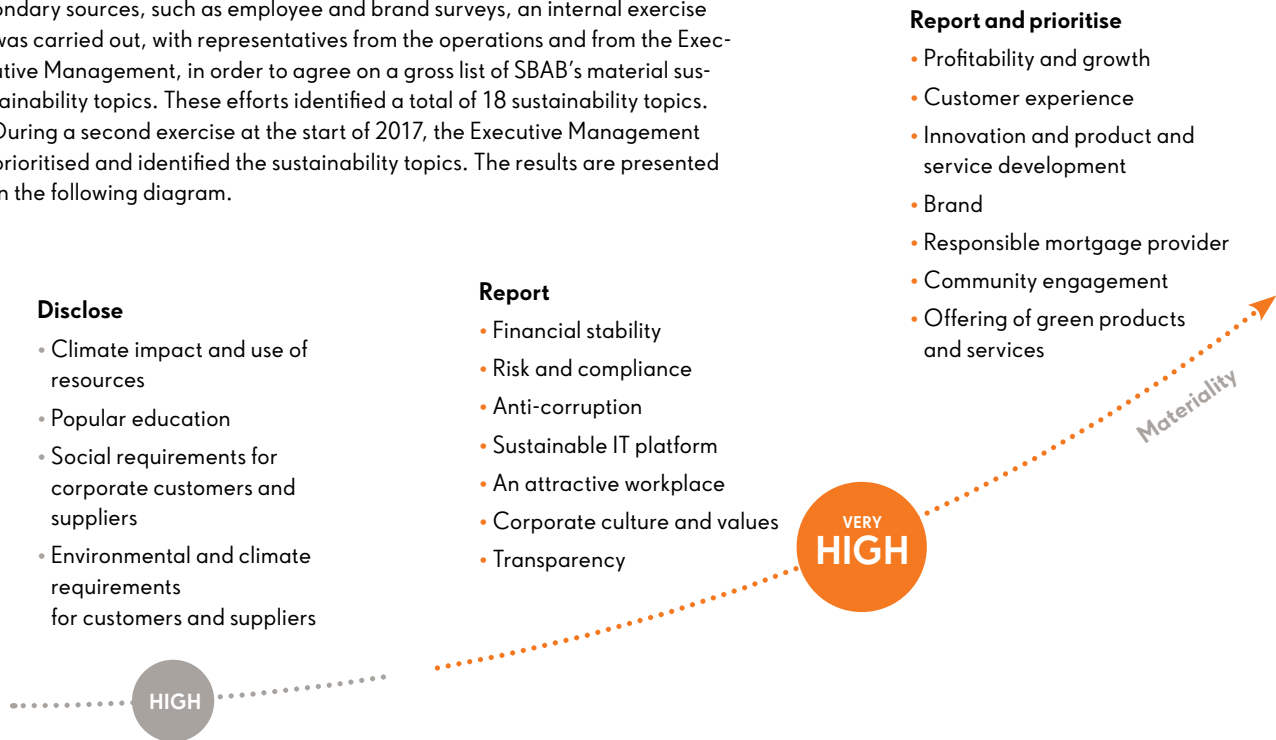 ondary sources, such as employee and brand surveys, an internal exercise
was carried out, with representatives from the operations and from the Exec-
utive Management, in order to agree on a gross list of SBAB's material sus-
ainability topics. These efforts identified a total of 18 sustainability topics.
During a second exercise at the start of 2017, the Executive Management
prioritised and identified the sustainability topics. The results are presented
n the following diagram.
Disclose
• Climate impact and use of
resources
• Popular education
• Social requirements for
corporate customers and
suppliers
• Environmental and climate
requirements
for customers and suppliers
HIGH
Report
• Financial stability
• Risk and compliance
• Anti-corruption
• Sustainable IT platform
• An attractive workplace
• Corporate culture and values
• Transparency
VERY
HIGH
Report and prioritise
• Profitability and growth
• Customer experience
• Innovation and product and
service development
• Brand
• Responsible mortgage provider
• Community engagement
• Offering of green products
and services
Materiality